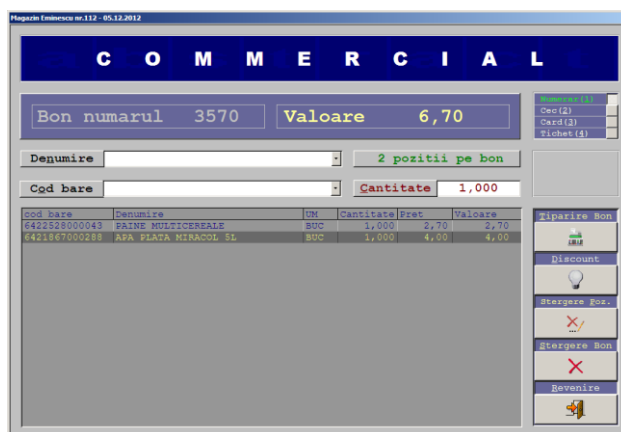 Magazin Eminescu nr.112 - 05.12.2012
COMMERCIAL
Bon numarul 3570 Valoare 6,70
Numerar(1)
Cec(2)
Card(3)
Tichet(4)
Denumire 2 pozitii pe bon
Cod bare Cantitate 1,000
cod bare Denumire UM Cantitate Pret Valoare
6422528000043 PAINE MULTICEREALE BUC 1,000 2,70 2,70
6421867000288 APA PLATA MIRACOL 5L BUC 1,000 4,00 4,00
Tiparire Bon
Discount
Stergere Poz.
Stergere Bon
Revenire